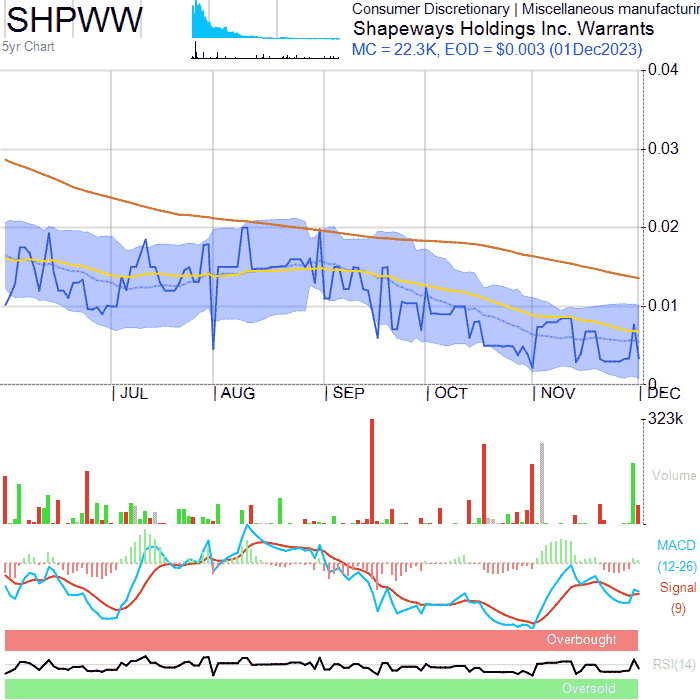 SHPWW
5yr Chart
Consumer Discretionary | Miscellaneous manufacturin
Shapeways Holdings Inc. Warrants
MC = 22.3K, EOD = $0.003 (01Dec2023)
0.04
0.03
0.02
0.01
0
JUL AUG SEP OCT NOV DEC
323k
Volume
MACD
(12-26)
Signal
(9)
Overbought
RSI(14)
Oversold